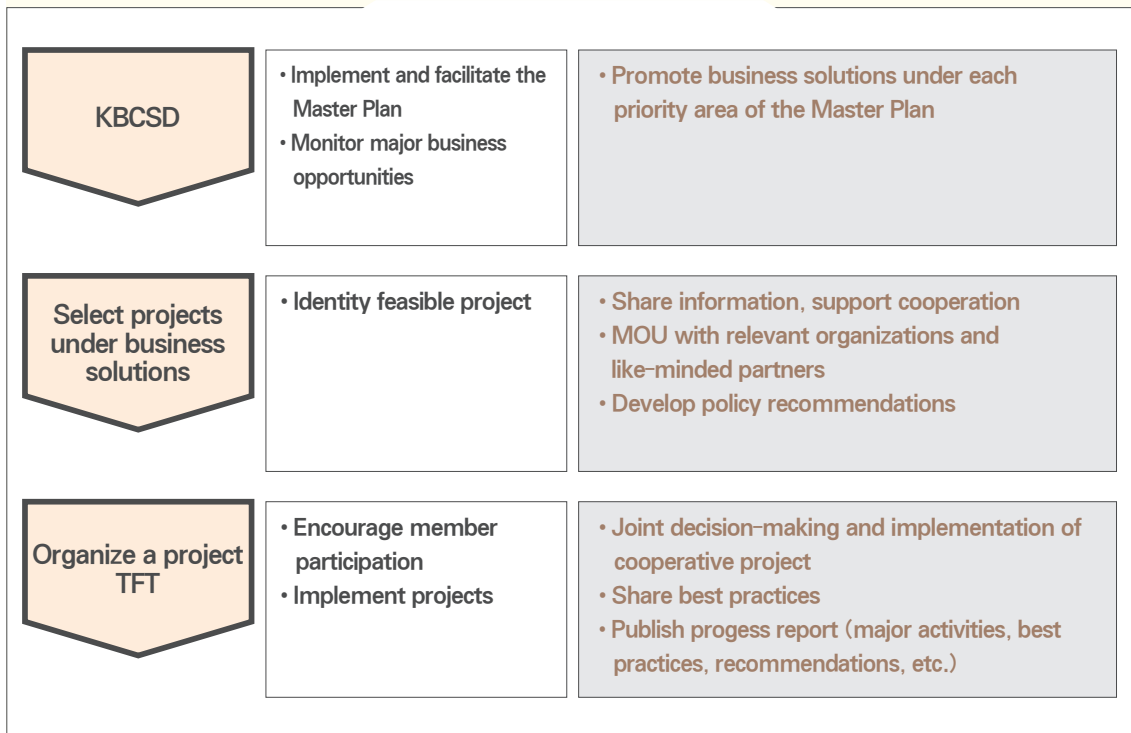 KBCSD
• Implement and facilitate the
Master Plan
• Monitor major business
opportunities
• Promote business solutions under each
priority area of the Master Plan
Select projects
under business
solutions
• Identity feasible project
• Share information, support cooperation
• MOU with relevant organizations and
like-minded partners
• Develop policy recommendations
Organize a project
TFT
• Encourage member
participation
• Implement projects
• Joint decision-making and implementation of
cooperative project
• Share best practices
• Publish progess report (major activities, best
practices, recommendations, etc.)